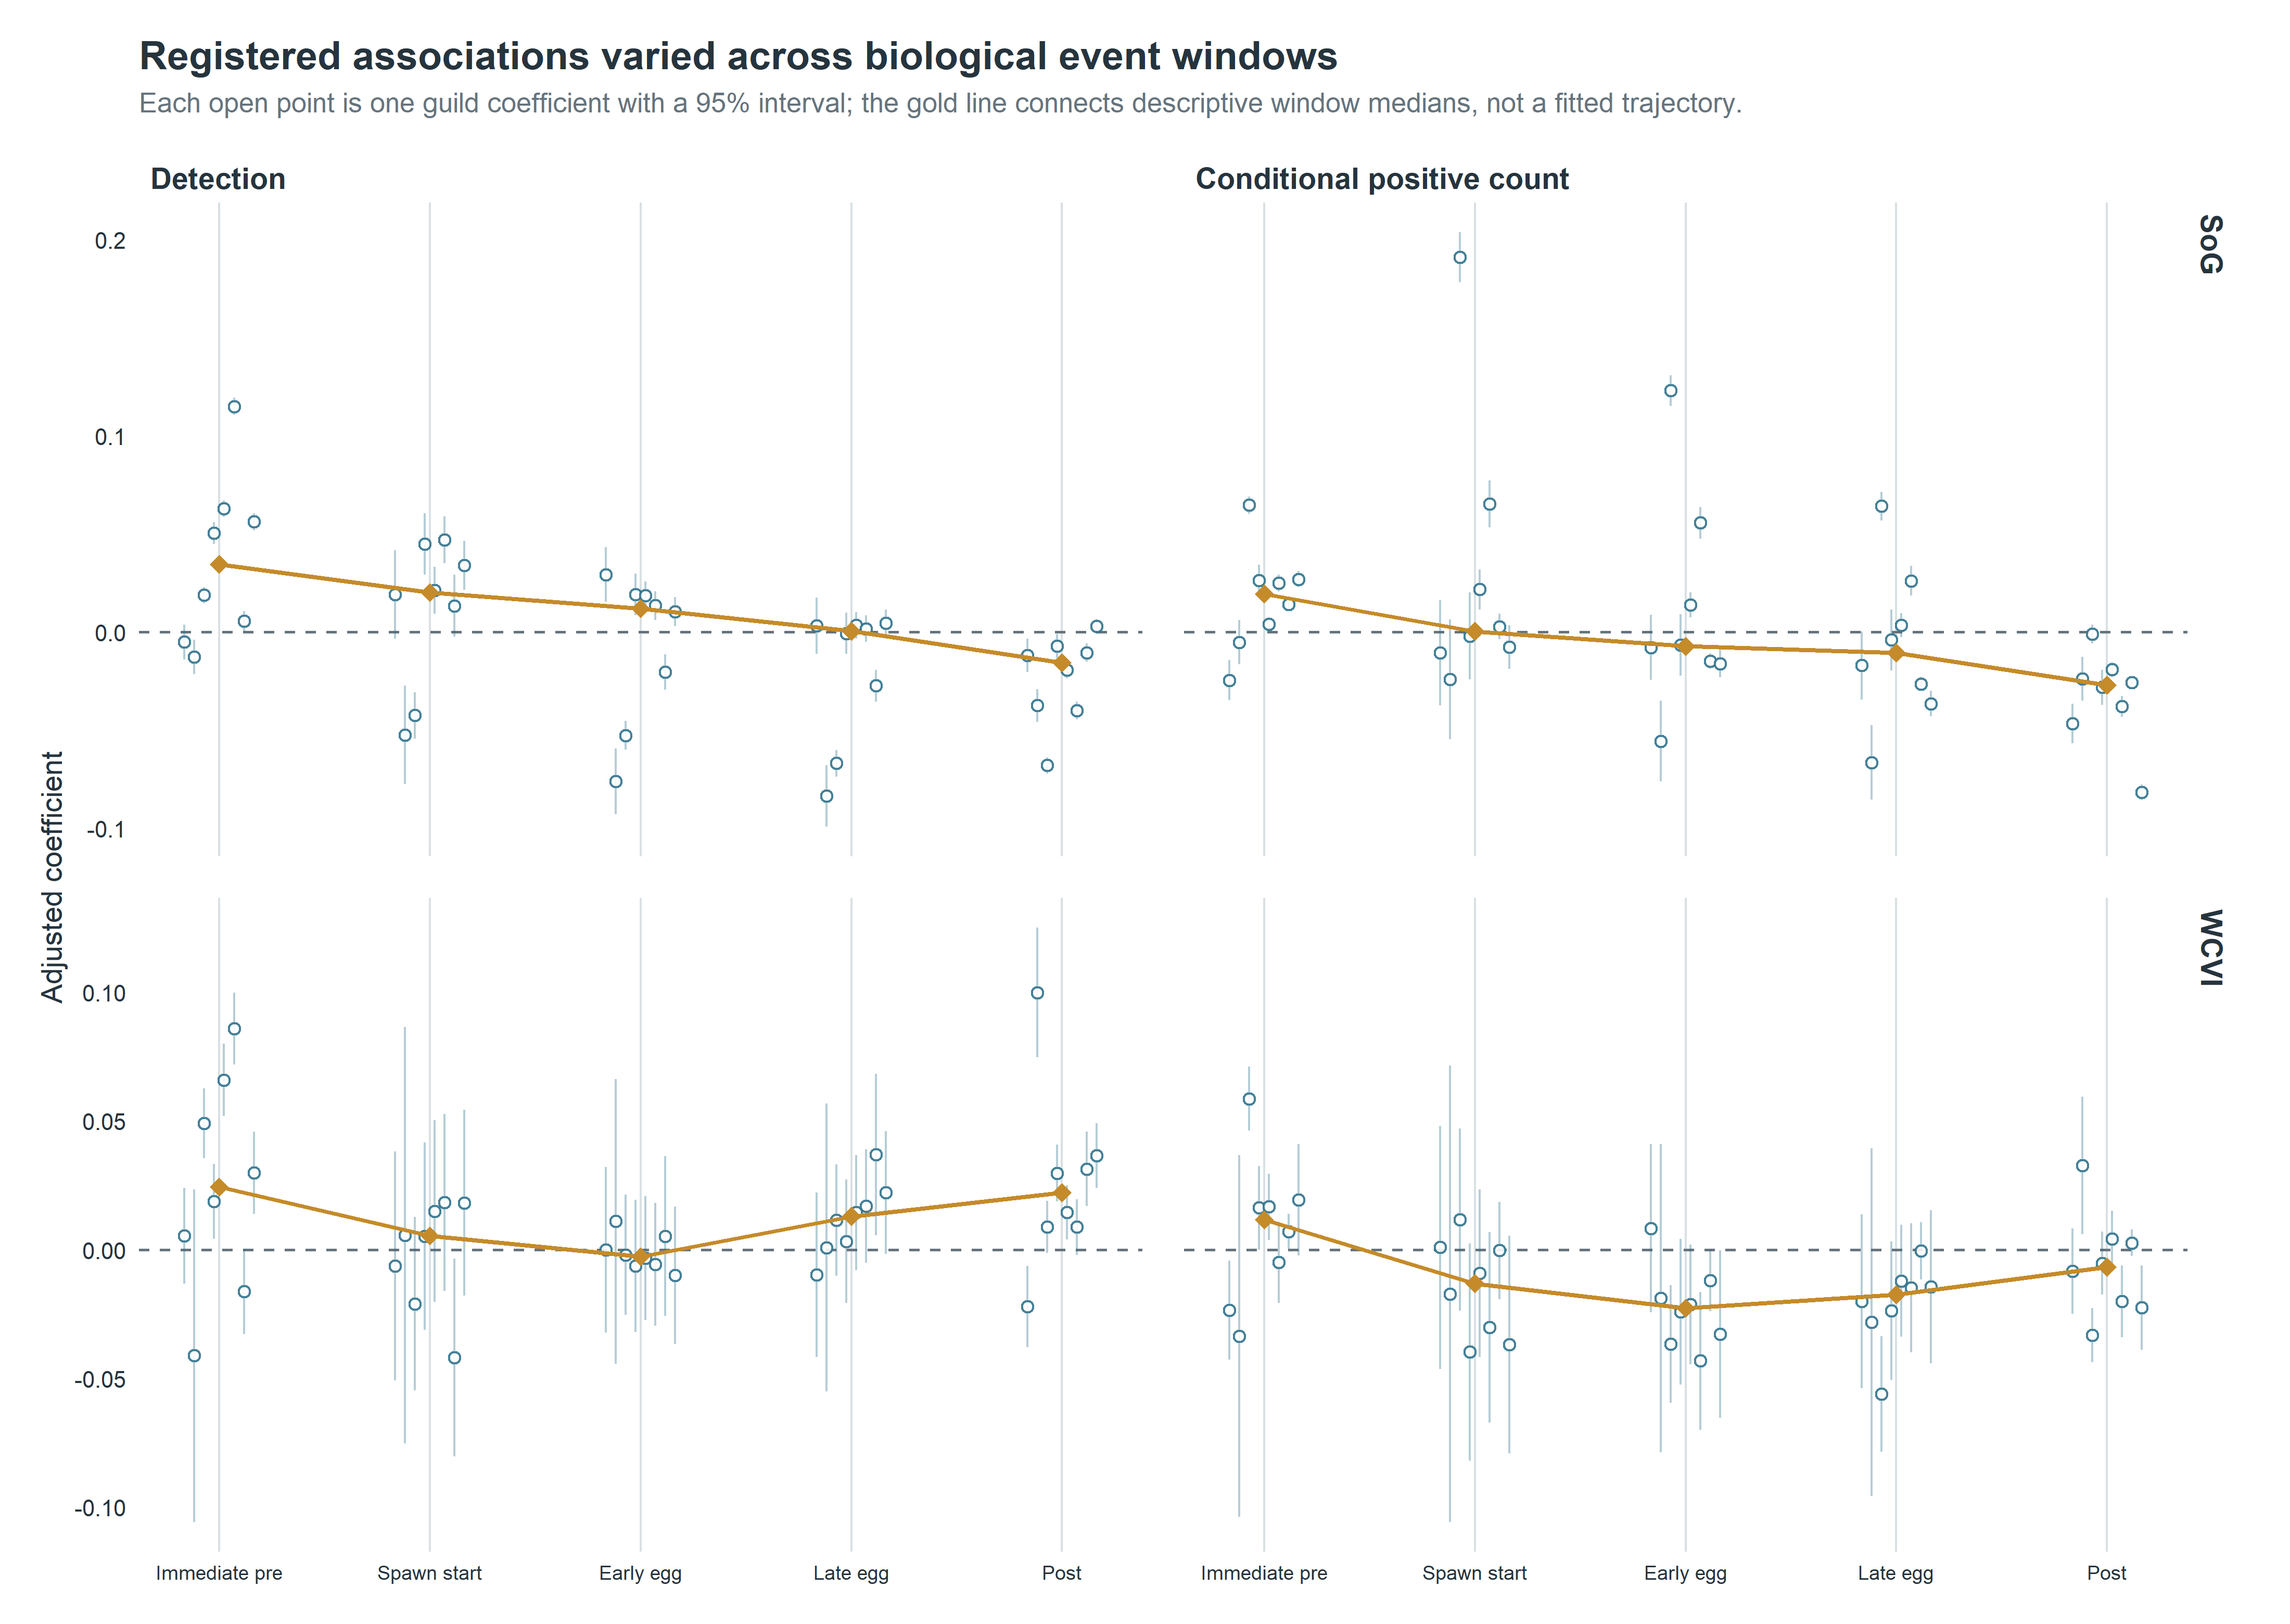 Registered associations varied across biological event windows
Each open point is one guild coefficient with a 95% interval; the gold line connects descriptive window medians, not a fitted trajectory.
Detection
Conditional positive count
SoG
0.2
0.1
0.0
-0.1
Adjusted coefficient
WCVI
0.10
0.05
0.00
-0.05
-0.10
Immediate pre
Spawn start
Early egg
Late egg
Post
Immediate pre
Spawn start
Early egg
Late egg
Post